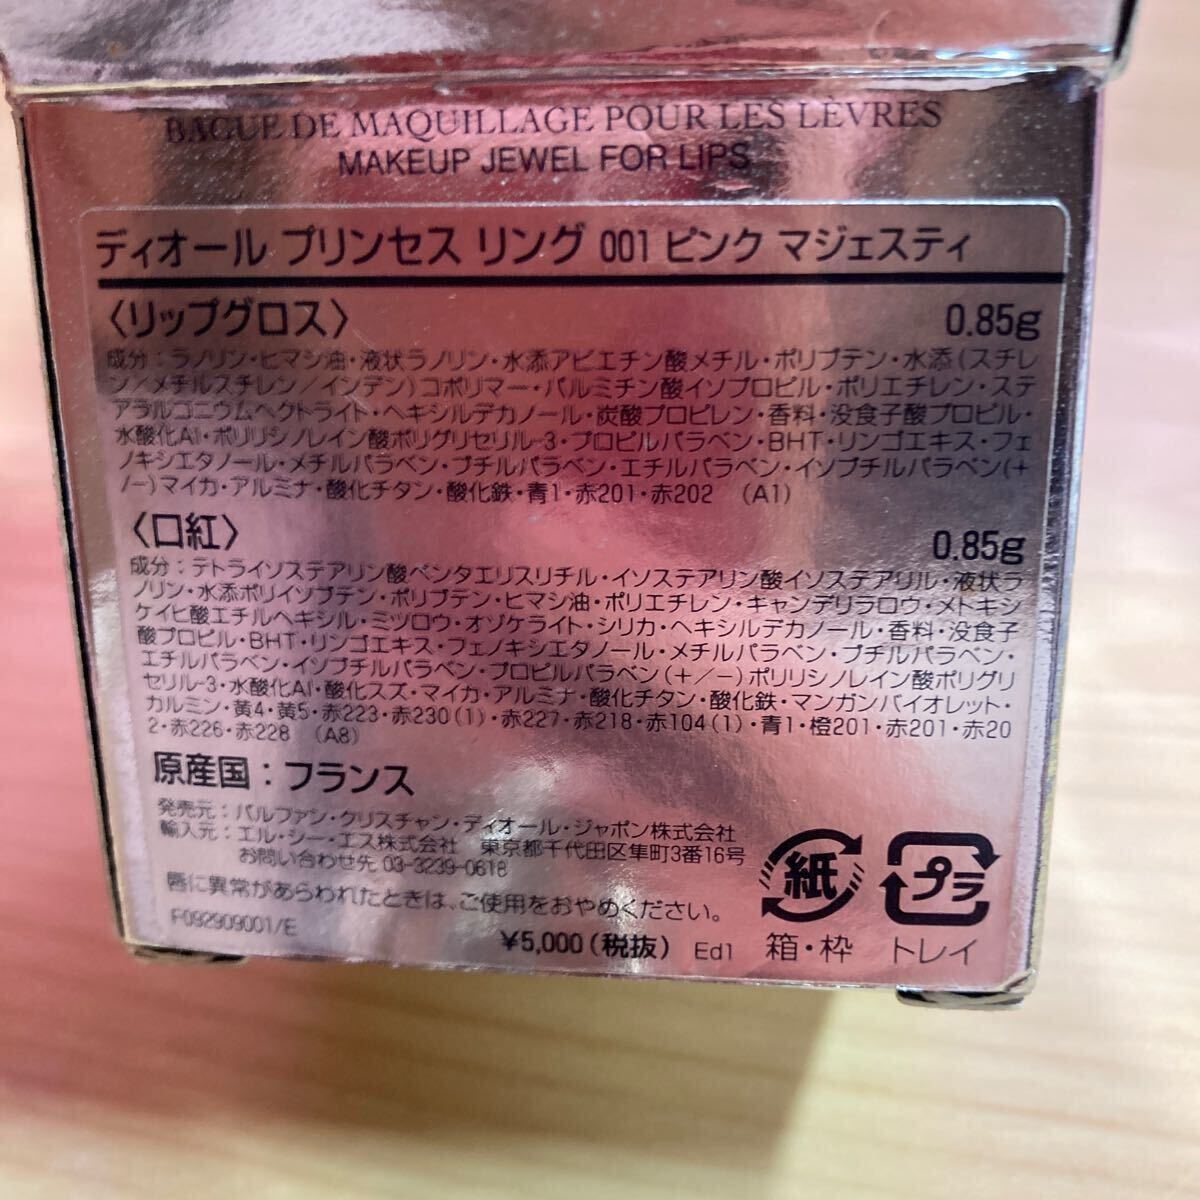 BAGUE DE MAQUILLAGE POUR LES LÈVRES
MAKEUP JEWEL FOR LIPS
ディオール プリンセス リング 001 ピンク マジェスティ
〈リップグロス〉 0.85g
成分：ラノリン・ヒマシ油・液状ラノリン・水添アビエチン酸メチル・ポリブテン・水添(スチレ
ン/メチルスチレン/インデン)コポリマー・パルミチン酸イソプロピル・ポリエチレン・ステ
アラルコニウムヘクトライト・ヘキシルデカノール・炭酸プロピレン・香料・没食子酸プロピル・
水酸化Al・ポリリシノレイン酸ポリグリセリル-3・プロピルパラベン・BHT・リンゴエキス・フェ
ノキシエタノール・メチルパラベン・ブチルパラベン・エチルパラベン・イソブチルパラベン(+
/-)マイカ・アルミナ・酸化チタン・酸化鉄・青1・赤201・赤202 (A1)
〈口紅〉 0.85g
成分：テトライソステアリン酸ペンタエリスリチル・イソステアリン酸イソステアリル・液状ラ
ノリン・水添ポリイソブテン・ポリブテン・ヒマシ油・ポリエチレン・キャンデリラロウ・メトキシ
ケイヒ酸エチルヘキシル・ミツロウ・オゾケライト・シリカ・ヘキシルデカノール・香料・没食子
酸プロピル・BHT・リンゴエキス・フェノキシエタノール・メチルパラベン・ブチルパラベン・
エチルパラベン・イソブチルパラベン・プロピルパラベン(+/-)ポリリシノレイン酸ポリグリ
セリル-3・水酸化Al・酸化スズ・マイカ・アルミナ・酸化チタン・酸化鉄・マンガンバイオレット・
カルミン・黄4・黄5・赤223・赤230(1)・赤227・赤218・赤104(1)・青1・橙201・赤201・赤20
2・赤226・赤228 (A8)
原産国：フランス
発売元：パルファン・クリスチャン・ディオール・ジャポン株式会社
輸入元：エル・シー・エス株式会社 東京都千代田区隼町3番16号
お問い合わせ先 03-3239-0618
唇に異常があらわれたときは、ご使用をおやめください。
F092909001/E
¥5,000(税抜) Ed1
紙
箱・枠
プラ
トレイ